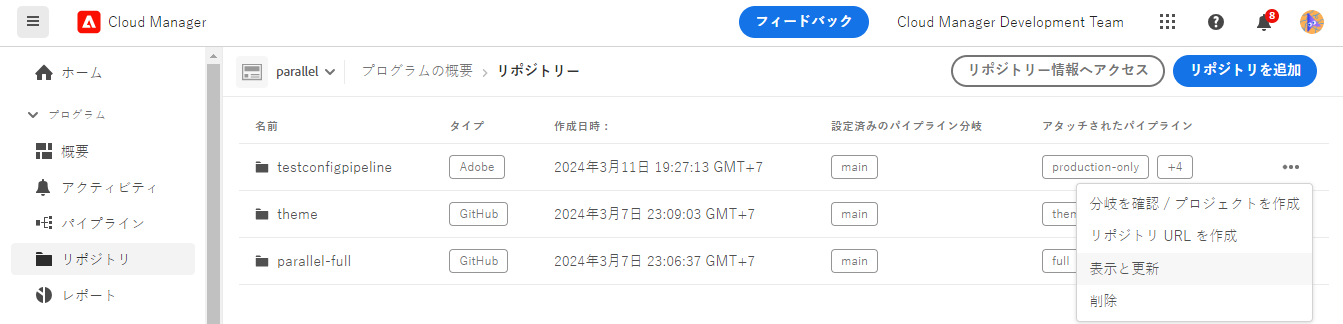 Cloud Manager フィードバック Cloud Manager Development Team 8
ホーム
プログラム
概要
アクティビティ
パイプライン
リポジトリ
レポート
parallel プログラムの概要 > リポジトリー リポジトリー情報へアクセス リポジトリを追加
名前 タイプ 作成日時： 設定済みのパイプライン分岐 アタッチされたパイプライン
testconfigpipeline Adobe 2024年3月11日 19:27:13 GMT+7 main production-only +4 •••
theme GitHub 2024年3月7日 23:09:03 GMT+7 main
parallel-full GitHub 2024年3月7日 23:06:37 GMT+7 main full
分岐を確認 / プロジェクトを作成
リポジトリ URL を作成
表示と更新
削除